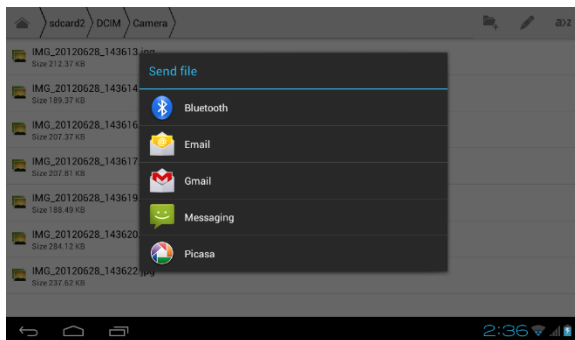 sdcard2 DCIM Camera a⟩z
IMG_20120628_143613.jpg
Size 212.37 KB
IMG_20120628_143614
Size 189.37 KB
IMG_20120628_143616
Size 207.37 KB
IMG_20120628_143617
Size 207.81 KB
IMG_20120628_143619
Size 188.49 KB
IMG_20120628_143620.
Size 284.12 KB
IMG_20120628_143622.jpg
Size 237.62 KB
Send file
Bluetooth
Email
Gmail
Messaging
Picasa
2:36